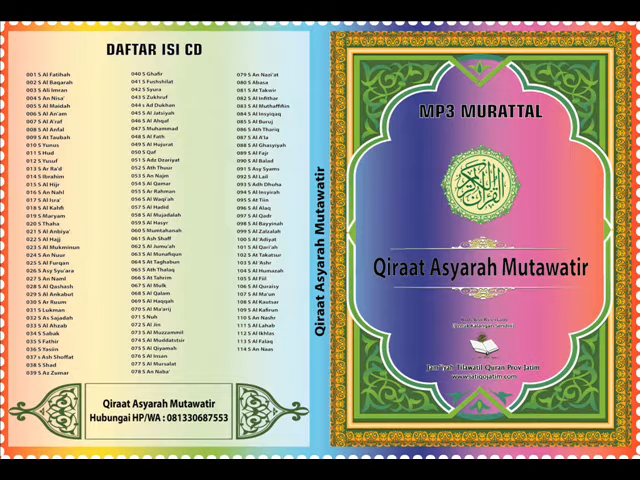 DAFTAR ISI CD
001 S Al Fatihah
002 S Al Baqarah
003 S Ali Imran
004 S An Nisa'
005 S Al Maidah
006 S An'am
007 S Al A'raf
008 S Al Anfal
009 S At Taubah
010 S Yunus
011 S Hud
012 S Yusuf
013 S Ar Ra'd
014 S Ibrahim
015 S Al Hijr
016 S An Nahl
017 S Al Isra'
018 S Al Kahfi
019 S Maryam
020 S Thaha
021 S Al Anbiya'
022 S Al Hajj
023 S Al Mukminun
024 S An Nuur
025 S Al Furqan
026 S Asy Syu'ara
027 S An Naml
028 S Al Qashash
029 S Al Ankabut
030 S Ar Ruum
031 S Lukman
032 S As Sajadah
033 S Al Ahzab
034 S Sabak
035 S Fathir
036 S Yasiin
037 s Ash Shoffat
038 S Shad
039 S Az Zumar
040 S Ghafir
041 S Fushshilat
042 S Syura
043 S Zukhruf
044 s Ad Dukhan
045 S Al Jatsiyah
046 S Al Ahqaf
047 S Muhammad
048 S Al Fath
049 S Al Hujurat
050 S Qaf
051 S Adz Dzariyat
052 S Ath Thuur
053 S An Najm
054 S Al Qamar
055 S Ar Rahman
056 S Al Waqi'ah
057 S Al Hadid
058 S Al Mujadalah
059 S Al Hasyr
060 S Mumtahanah
061 S Ash Shaff
062 S Al Jumu'ah
063 S Al Munafiqun
064 S At Taghabun
065 S Ath Thalaq
066 S At Tahrim
067 S Al Mulk
068 S Al Qalam
069 S Al Haqqah
070 S Al Ma'arij
071 S Nuh
072 S Al Jin
073 S Al Muzzammil
074 S Al Muddatstsir
075 S Al Qiyamah
076 S Al Insan
077 S Al Marsalat
078 S An Naba'
079 S An Nazi'at
080 S Abasa
081 S At Takwir
082 S Al Infithar
083 S Al Muthaffifin
084 S Al Insyiqaq
085 S Al Buruj
086 S Ath Thariq
087 S Al A'la
088 S Al Ghasyiyah
089 S Al Fajr
090 S Al Balad
091 S Asy Syams
092 S Al Lail
093 S Adh Dhuha
094 S Al Insyirah
095 S At Tiin
096 S Al Alaq
097 S Al Qadr
098 S Al Bayyinah
099 S Al Zalzalah
100 S Al 'Adiyat
101 S Al Qari'ah
102 S At Takatsur
103 S Al 'Ashr
104 S Al Humazah
105 S Al Fiil
106 S Al Quraisy
107 S Al Ma'un
108 S Al Kautsar
109 S Al Kafirun
110 S An Nashr
111 S Al Lahab
112 S Al Ikhlas
113 S Al Falaq
114 S An Naas
Qiraat Asyarah Mutawatir
Hubungai HP/WA : 081330687553
Qiraat Asyarah Mutawatir
MP3 MURATTAL
القرآن الكريم
Qiraat Asyarah Mutawatir
(Untuk Kalangan Sendiri)
Jam'iyah Tilawatil Quran Prov Jatim
www.jatiqojatim.com